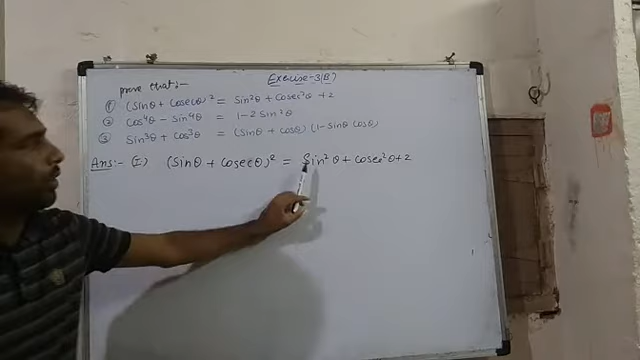 Exercise-3(B)
prove that:-
① (Sinθ + Cosecθ)² = Sin²θ + Cosec²θ + 2
② Cos⁴θ - Sin⁴θ = 1-2 Sin²θ
③ Sin³θ + Cos³θ = (Sinθ + Cosθ) (1-Sinθ Cosθ)
Ans:- (I) (Sinθ + Cosecθ)² = Sin²θ + Cosec²θ+2